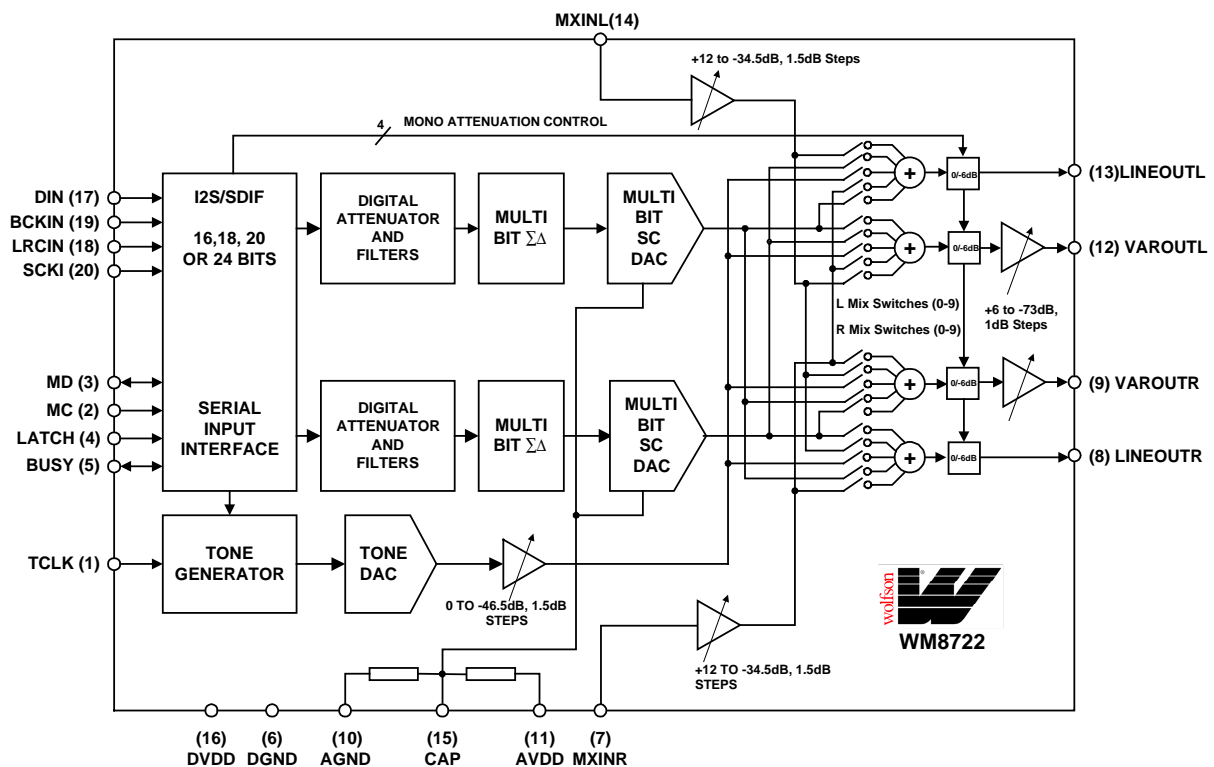 MXINL(14)
+12 to -34.5dB, 1.5dB Steps
4
MONO ATTENUATION CONTROL
DIN (17)
BCKIN (19)
LRCIN (18)
SCKI (20)
I2S/SDIF
16,18, 20
OR 24 BITS
DIGITAL
ATTENUATOR
AND
FILTERS
MULTI
BIT ΣΔ
MULTI
BIT
SC
DAC
+
0/-6dB
(13)LINEOUTL
+
0/-6dB
(12) VAROUTL
L Mix Switches (0-9)
R Mix Switches (0-9)
+6 to -73dB,
1dB Steps
MD (3)
MC (2)
LATCH (4)
BUSY (5)
SERIAL
INPUT
INTERFACE
DIGITAL
ATTENUATOR
AND
FILTERS
MULTI
BIT ΣΔ
MULTI
BIT
SC
DAC
+
0/-6dB
(9) VAROUTR
+
0/-6dB
(8) LINEOUTR
TCLK (1)
TONE
GENERATOR
TONE
DAC
0 TO -46.5dB, 1.5dB
STEPS
+12 TO -34.5dB, 1.5dB
STEPS
wolfson
®
WM8722
(16)
DVDD
(6)
DGND
(10)
AGND
(15)
CAP
(11)
AVDD
(7)
MXINR